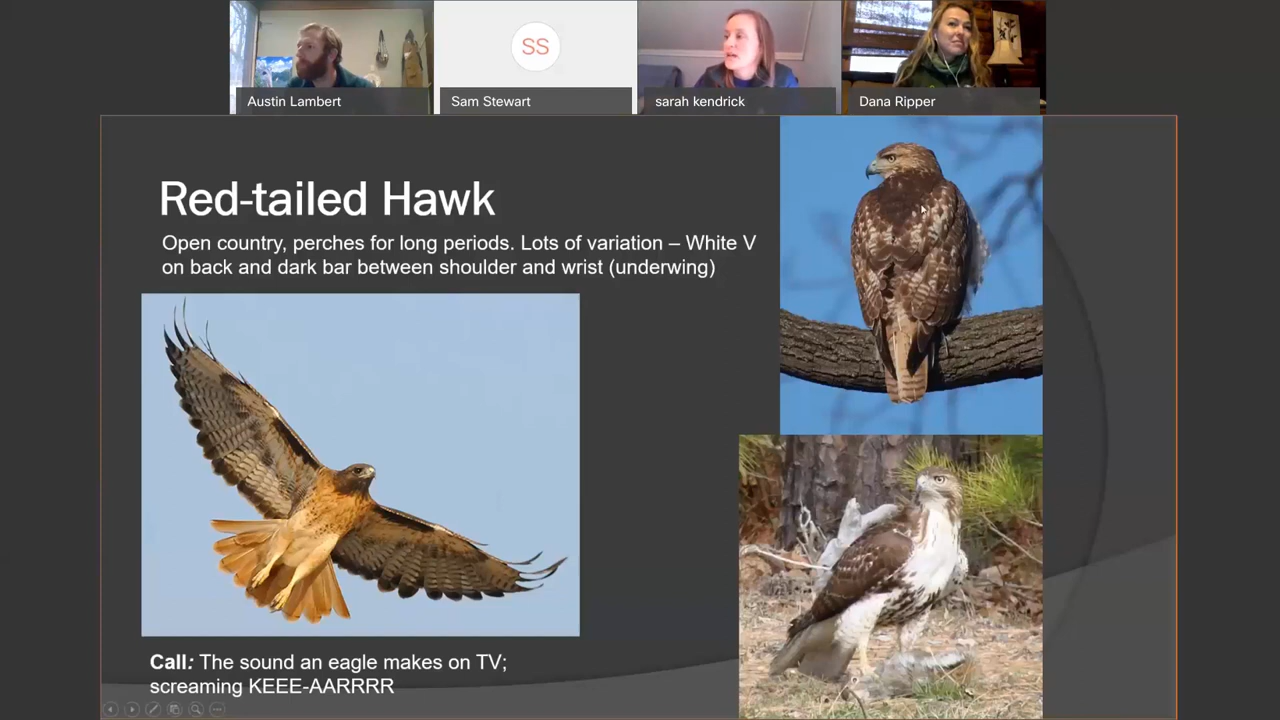 SS
Austin Lambert
Sam Stewart
sarah kendrick
Dana Ripper
Red-tailed Hawk
Open country, perches for long periods. Lots of variation – White V
on back and dark bar between shoulder and wrist (underwing)
Call: The sound an eagle makes on TV;
screaming KEEE-AARRRR